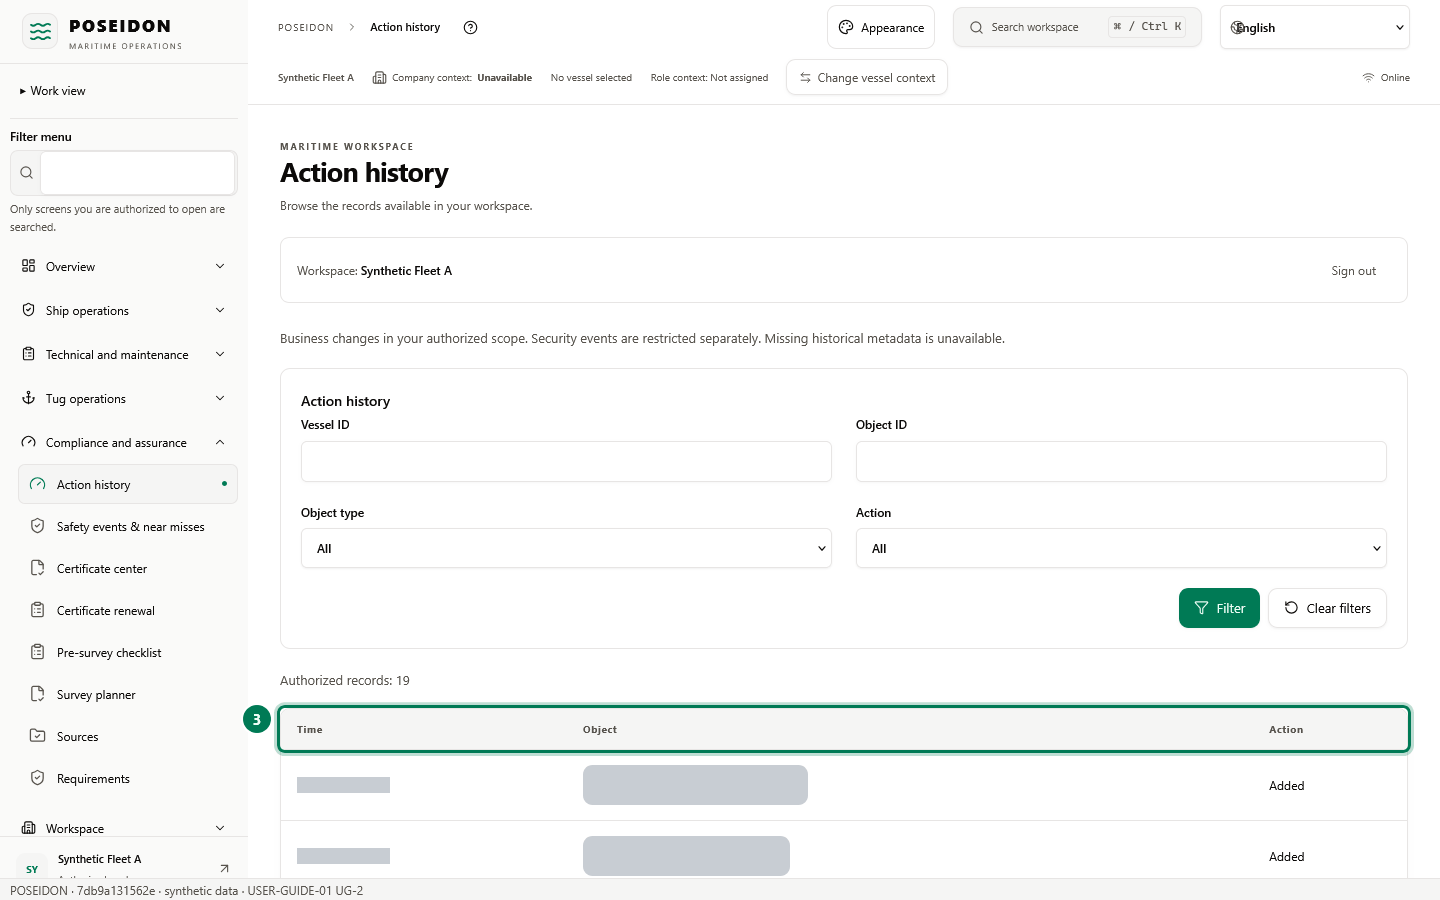 POSEIDON
MARITIME OPERATIONS
Work view
Filter menu
Only screens you are authorized to open are
searched.
Overview
Ship operations
Technical and maintenance
Tug operations
Compliance and assurance
Action history
Safety events & near misses
Certificate center
Certificate renewal
Pre-survey checklist
Survey planner
Sources
Requirements
Workspace
SY
Synthetic Fleet A
POSEIDON
Action history
Appearance
Search workspace
⌘ / Ctrl K
English
Synthetic Fleet A
Company context: Unavailable
No vessel selected
Role context: Not assigned
Change vessel context
Online
MARITIME WORKSPACE
Action history
Browse the records available in your workspace.
Workspace: Synthetic Fleet A
Sign out
Business changes in your authorized scope. Security events are restricted separately. Missing historical metadata is unavailable.
Action history
Vessel ID
Object ID
Object type
Action
All
All
Filter
Clear filters
Authorized records: 19
3
Time
Object
Action
Added
Added
POSEIDON · 7db9a131562e · synthetic data · USER-GUIDE-01 UG-2